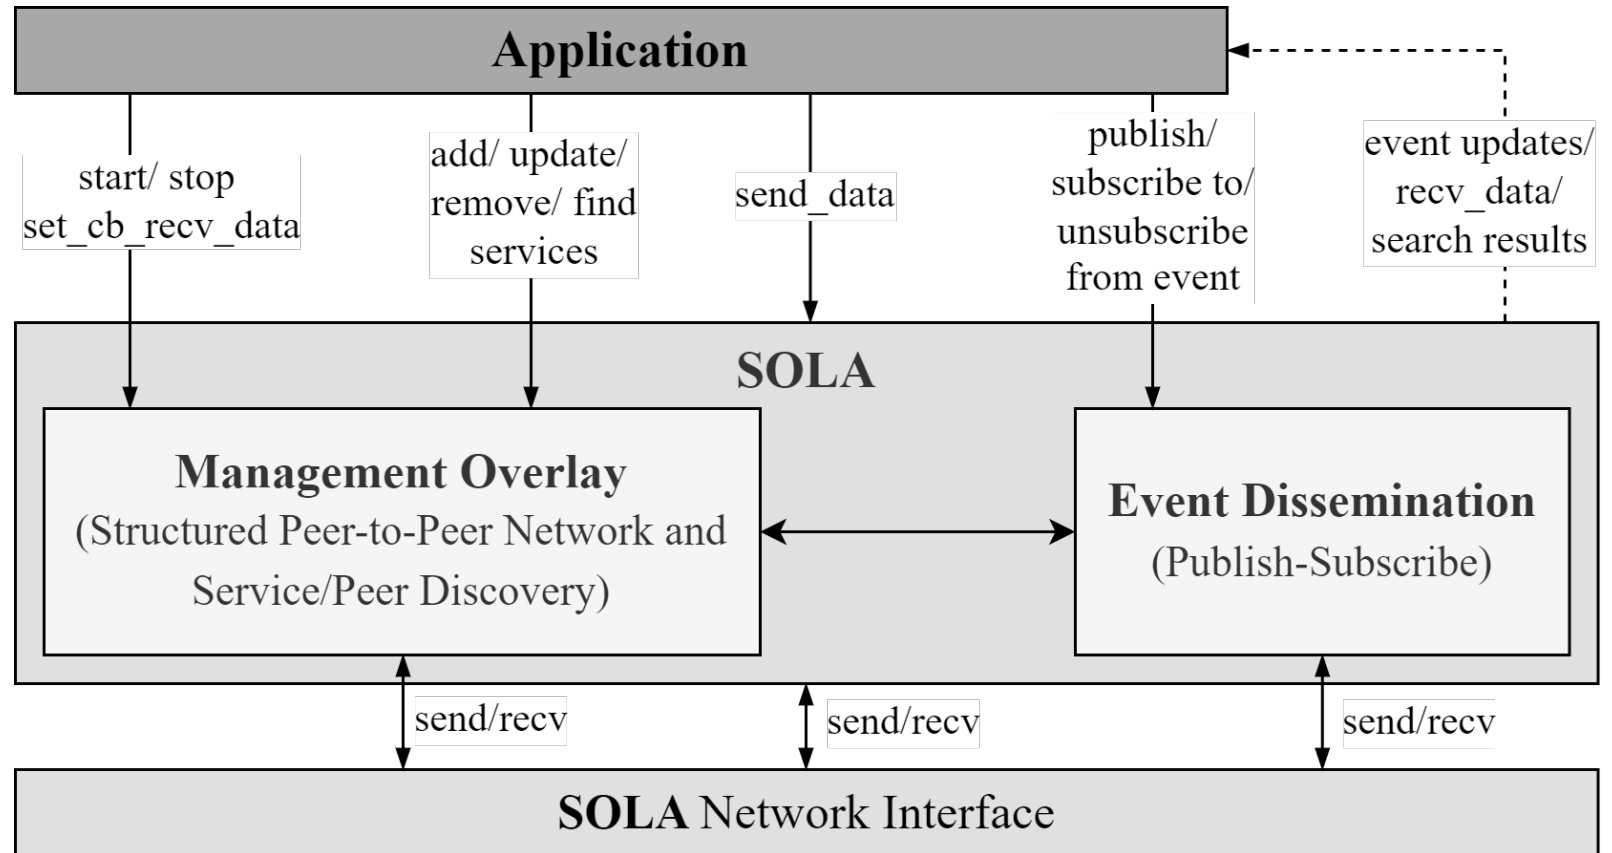 Application
start/ stop
set_cb_recv_data
add/ update/
remove/ find
services
send_data
publish/
subscribe to/
unsubscribe
from event
event updates/
recv_data/
search results
SOLA
Management Overlay
(Structured Peer-to-Peer Network and
Service/Peer Discovery)
Event Dissemination
(Publish-Subscribe)
send/recv
send/recv
send/recv
SOLA Network Interface